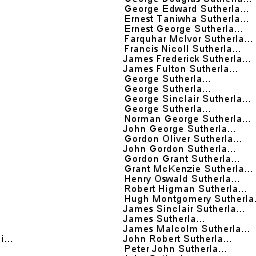 George Douglas Sutherla...
George Edward Sutherla...
Ernest Taniwha Sutherla...
Ernest George Sutherla...
Farquhar McIvor Sutherla...
Francis Nicoll Sutherla...
James Frederick Sutherla...
James Fulton Sutherla...
George Sutherla...
George Sutherla...
George Sinclair Sutherla...
George Sutherla...
Norman George Sutherla...
John George Sutherla...
Gordon Oliver Sutherla...
John Gordon Sutherla...
Gordon Grant Sutherla...
Grant McKenzie Sutherla...
Henry Oswald Sutherla...
Robert Higman Sutherla...
Hugh Montgomery Sutherla.
James Sinclair Sutherla...
James Sutherla...
James Malcolm Sutherla...
i... John Robert Sutherla...
Peter John Sutherla...